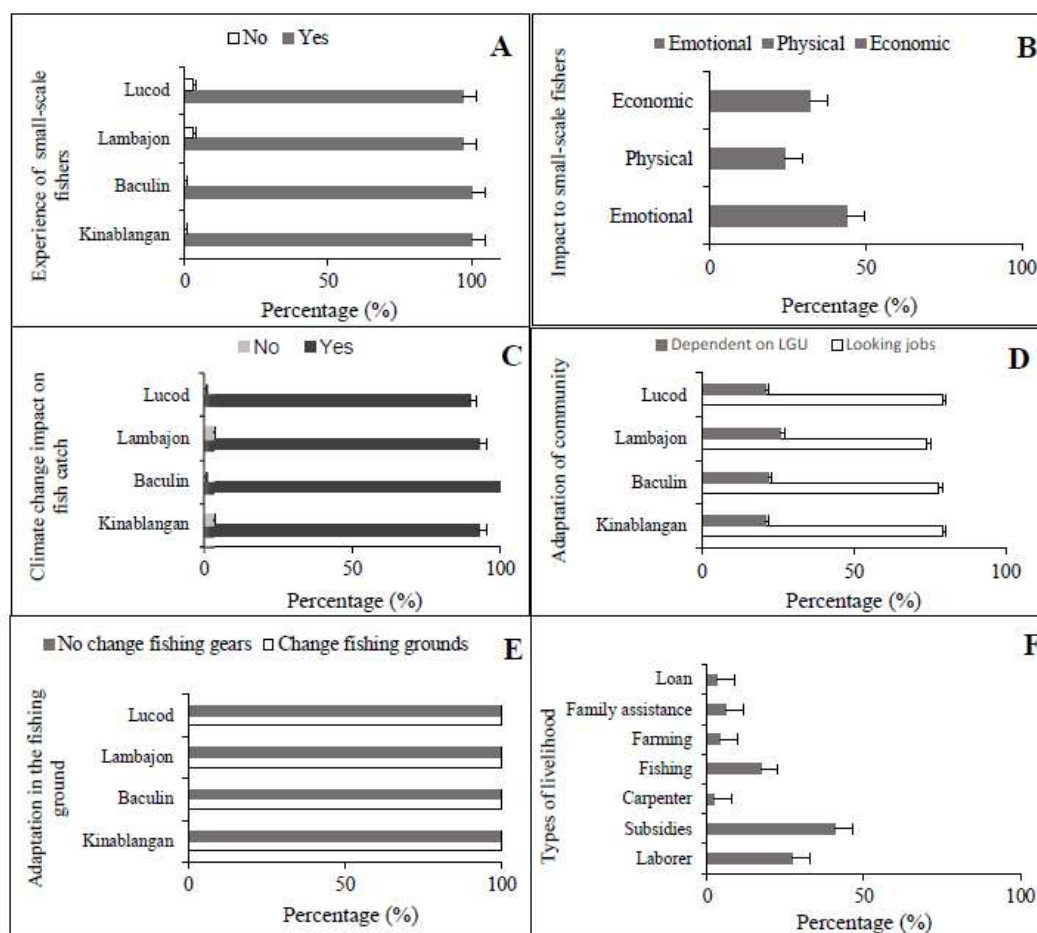 No Yes
A
Experience of small-scale
fishers
Lucod
Lambajon
Baculin
Kinablangan
0 50 100
Percentage (%)
Emotional Physical Economic
B
Impact to small-scale fishers
Economic
Physical
Emotional
0 50 100
Percentage (%)
No Yes
C
Climate change impact on
fish catch
Lucod
Lambajon
Baculin
Kinablangan
0 50 100
Percentage (%)
Dependent on LGU Looking jobs
D
Adaptation of community
Lucod
Lambajon
Baculin
Kinablangan
0 50 100
Percentage (%)
No change fishing gears Change fishing grounds
E
Adaptation in the fishing
ground
Lucod
Lambajon
Baculin
Kinablangan
0 50 100
Percentage (%)
F
Types of livelihood
Loan
Family assistance
Farming
Fishing
Carpenter
Subsidies
Laborer
0 50 100
Percentage (%)